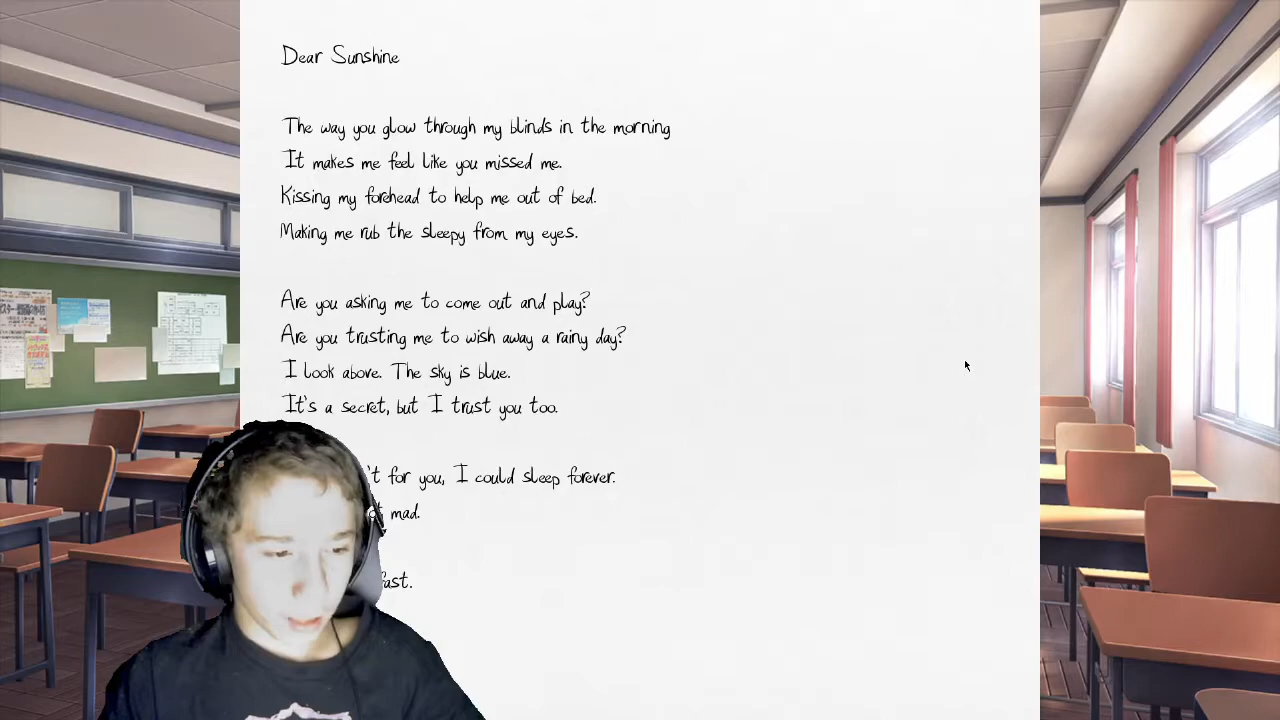 Dear Sunshine
The way you glow through my blinds in the morning
It makes me feel like you missed me.
Kissing my forehead to help me out of bed.
Making me rub the sleepy from my eyes.
Are you asking me to come out and play?
Are you trusting me to wish away a rainy day?
I look above. The sky is blue.
It's a secret, but I trust you too.
't for you, I could sleep forever.
mad.
fast.